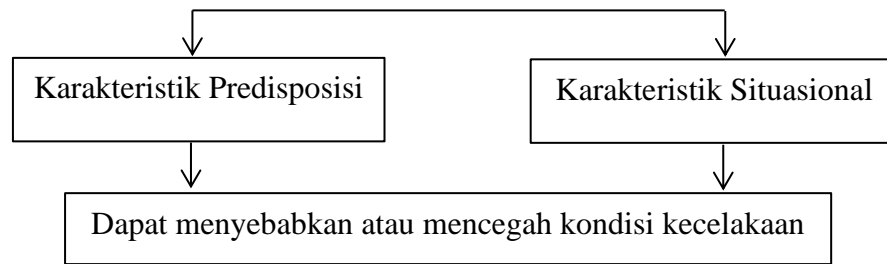 Karakteristik Predisposisi
Karakteristik Situasional
Dapat menyebabkan atau mencegah kondisi kecelakaan